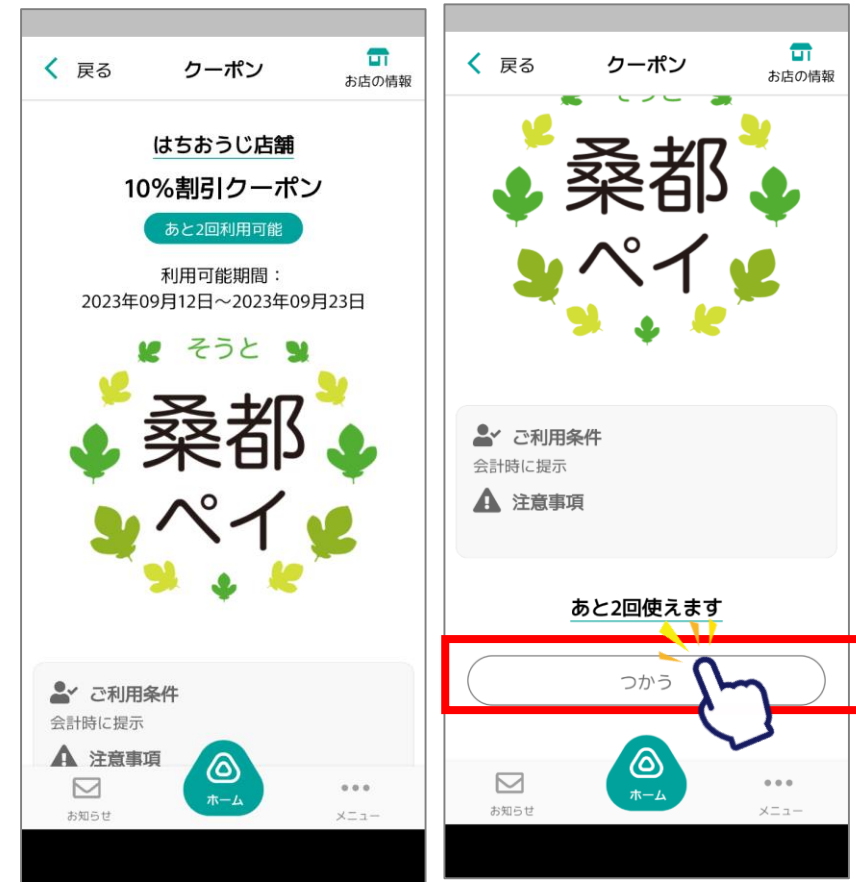 戻る
クーポン
お店の情報
はちおうじ店舗
10%割引クーポン
あと2回利用可能
利用可能期間：
2023年09月12日～2023年09月23日
そうと
桑都
ペイ
ご利用条件
会計時に提示
注意事項
お知らせ
ホーム
メニュー
戻る
クーポン
お店の情報
そうと
桑都
ペイ
ご利用条件
会計時に提示
注意事項
あと2回使えます
つかう
お知らせ
ホーム
メニュー